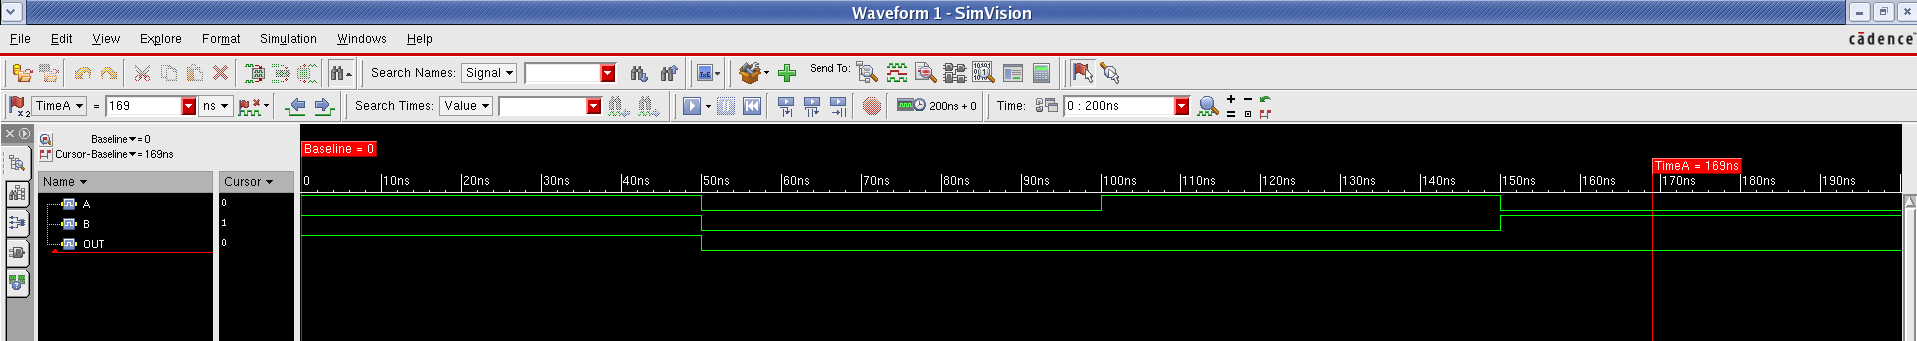 Waveform 1 - SimVision
File Edit View Explore Format Simulation Windows Help
cādence
Search Names: Signal Send To:
TimeA = 169 ns Search Times: Value 200ns + 0 Time: 0 : 200ns
Baseline = 0
Cursor-Baseline = 169ns
Baseline = 0
TimeA = 169ns
Name Cursor 0 10ns 20ns 30ns 40ns 50ns 60ns 70ns 80ns 90ns 100ns 110ns 120ns 130ns 140ns 150ns 160ns 170ns 180ns 190ns
A 0
B 1
OUT 0